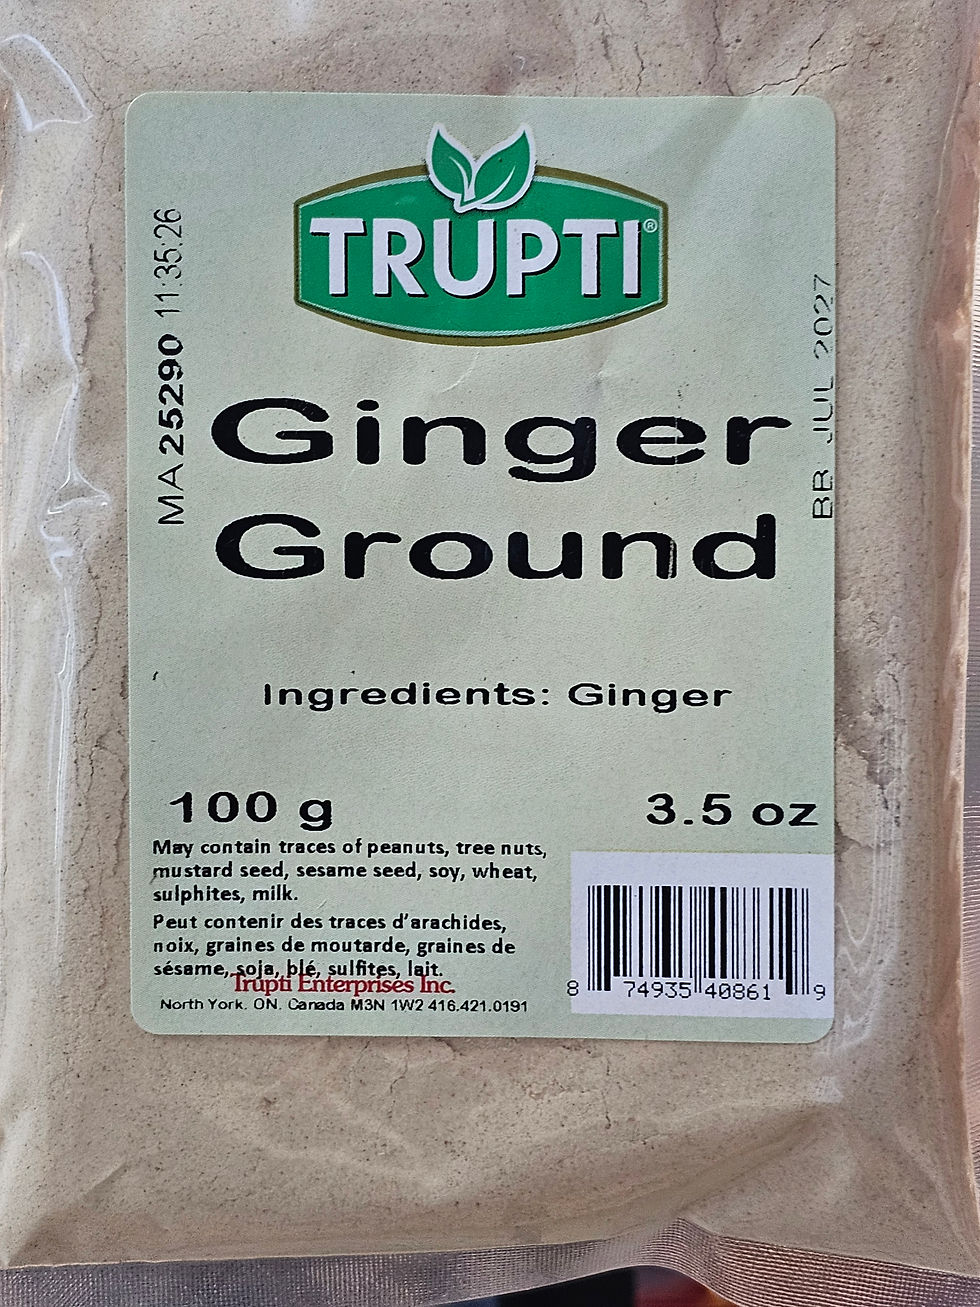 TRUPTI®
MA 25290 11:35:26
BB JUL 2027
Ginger
Ground
Ingredients: Ginger
100 g
3.5 oz
May contain traces of peanuts, tree nuts,
mustard seed, sesame seed, soy, wheat,
sulphites, milk.
Peut contenir des traces d'arachides,
noix, graines de moutarde, graines de
sésame, soja, blé, sulfites, lait.
Trupti Enterprises Inc.
North York. ON. Canada M3N 1W2 416.421.0191
8 74935 40861 9